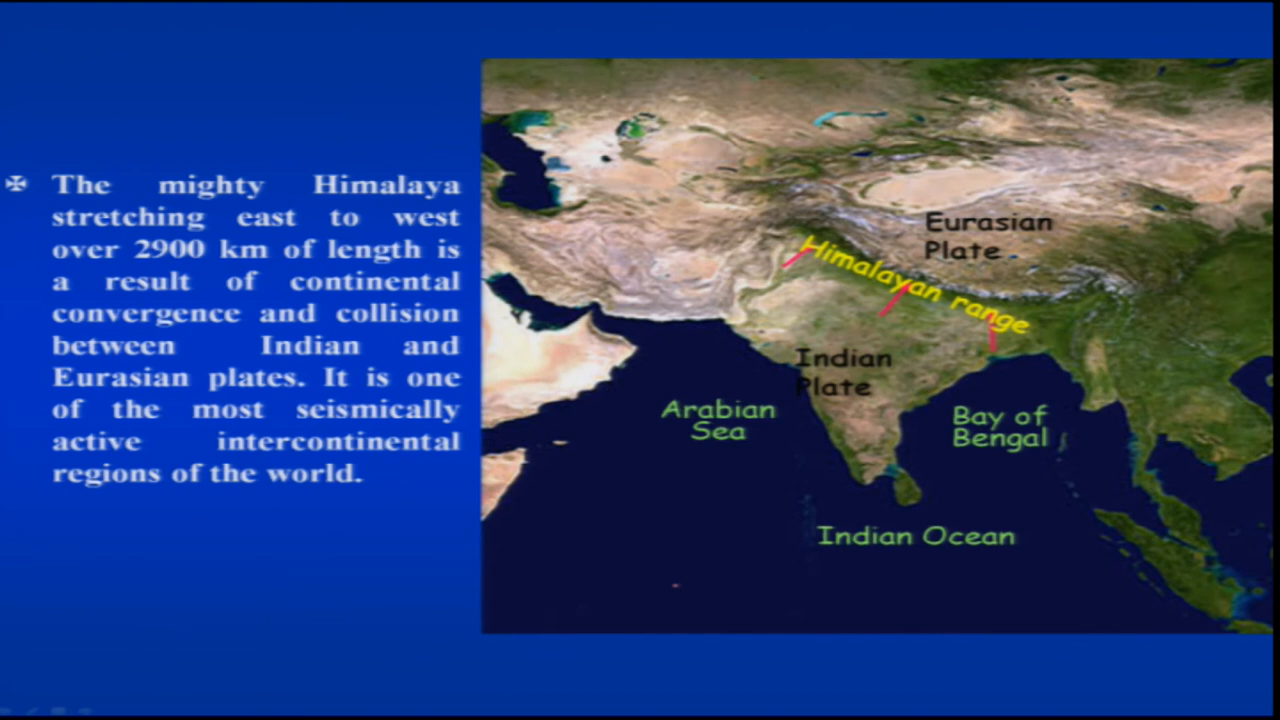 The mighty Himalaya
stretching east to west
over 2900 km of length is
a result of continental
convergence and collision
between Indian and
Eurasian plates. It is one
of the most seismically
active intercontinental
regions of the world.
Eurasian
Plate
Himalayan range
Indian
Plate
Arabian
Sea
Bay of
Bengal
Indian Ocean